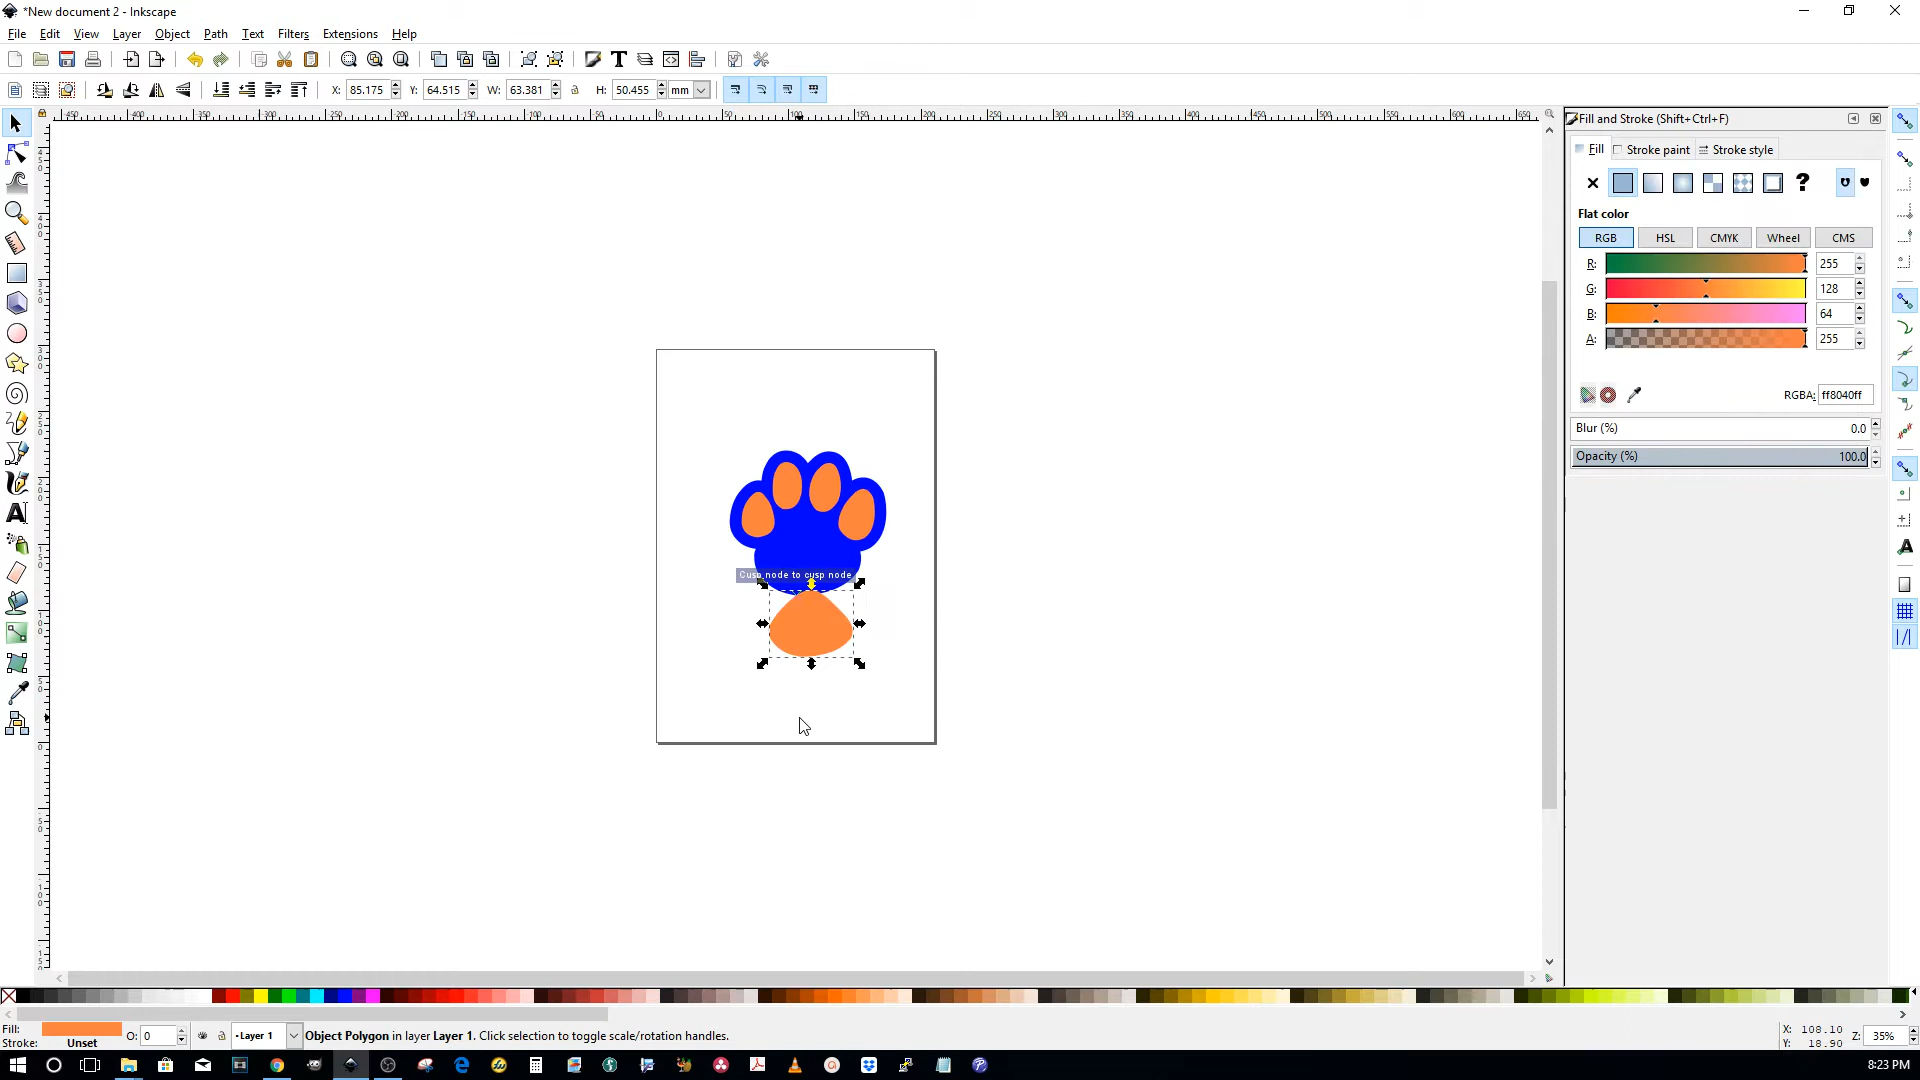 *New document 2 - Inkscape
File Edit View Layer Object Path Text Filters Extensions Help
X: 85.175 Y: 64.515 W: 63.381 H: 50.455 mm
Fill and Stroke (Shift+Ctrl+F)
Fill Stroke paint Stroke style
?
Flat color
RGB HSL CMYK Wheel CMS
R: 255
G: 128
B: 64
A: 255
RGBA: ff8040ff
Blur (%) 0.0
Opacity (%) 100.0
Cusp node to cusp node
Fill: O: 0 Layer 1 Object Polygon in layer Layer 1. Click selection to toggle scale/rotation handles. X: 108.10 Z: 35%
Stroke: Unset Y: 18.90
8:23 PM